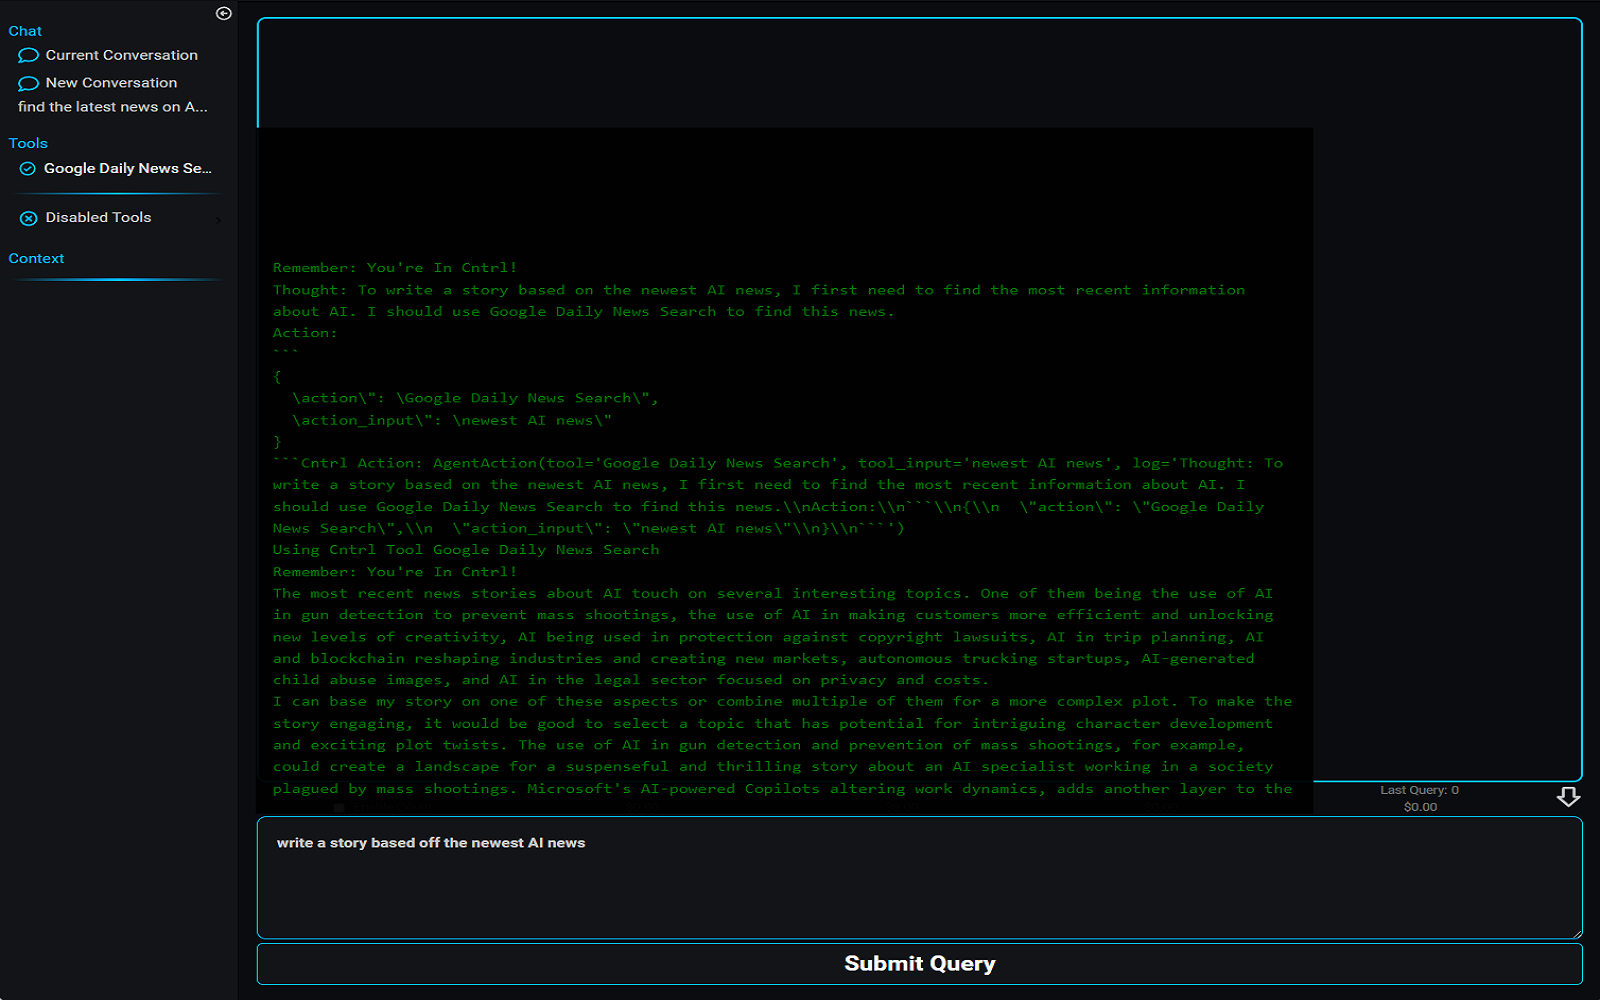 Chat
Current Conversation
New Conversation
find the latest news on A...
Tools
Google Daily News Se...
Disabled Tools
Context
Remember: You're In Cntrl!
Thought: To write a story based on the newest AI news, I first need to find the most recent information
about AI. I should use Google Daily News Search to find this news.
Action:
```
{
  \action\": \Google Daily News Search\",
  \action_input\": \newest AI news\"
}
```Cntrl Action: AgentAction(tool='Google Daily News Search', tool_input='newest AI news', log='Thought: To
write a story based on the newest AI news, I first need to find the most recent information about AI. I
should use Google Daily News Search to find this news.\\nAction:\\n```\\n{\\n  \"action\": \"Google Daily
News Search\",\\n  \"action_input\": \"newest AI news\"\\n}\\n```')
Using Cntrl Tool Google Daily News Search
Remember: You're In Cntrl!
The most recent news stories about AI touch on several interesting topics. One of them being the use of AI
in gun detection to prevent mass shootings, the use of AI in making customers more efficient and unlocking
new levels of creativity, AI being used in protection against copyright lawsuits, AI in trip planning, AI
and blockchain reshaping industries and creating new markets, autonomous trucking startups, AI-generated
child abuse images, and AI in the legal sector focused on privacy and costs.
I can base my story on one of these aspects or combine multiple of them for a more complex plot. To make the
story engaging, it would be good to select a topic that has potential for intriguing character development
and exciting plot twists. The use of AI in gun detection and prevention of mass shootings, for example,
could create a landscape for a suspenseful and thrilling story about an AI specialist working in a society
plagued by mass shootings. Microsoft's AI-powered Copilots altering work dynamics, adds another layer to the
Last Query: 0
$0.00
write a story based off the newest AI news
Submit Query